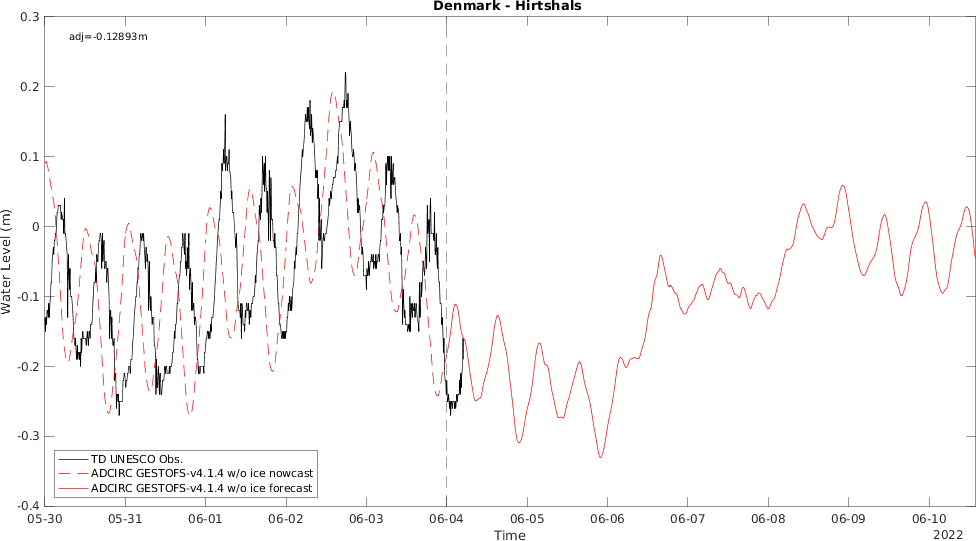 Denmark - Hirtshals
adj=-0.12893m
0.3
0.2
0.1
0
-0.1
-0.2
-0.3
-0.4
Water Level (m)
TD UNESCO Obs.
ADCIRC GESTOFS-v4.1.4 w/o ice nowcast
ADCIRC GESTOFS-v4.1.4 w/o ice forecast
05-30 05-31 06-01 06-02 06-03 06-04 06-05 06-06 06-07 06-08 06-09 06-10
Time
2022